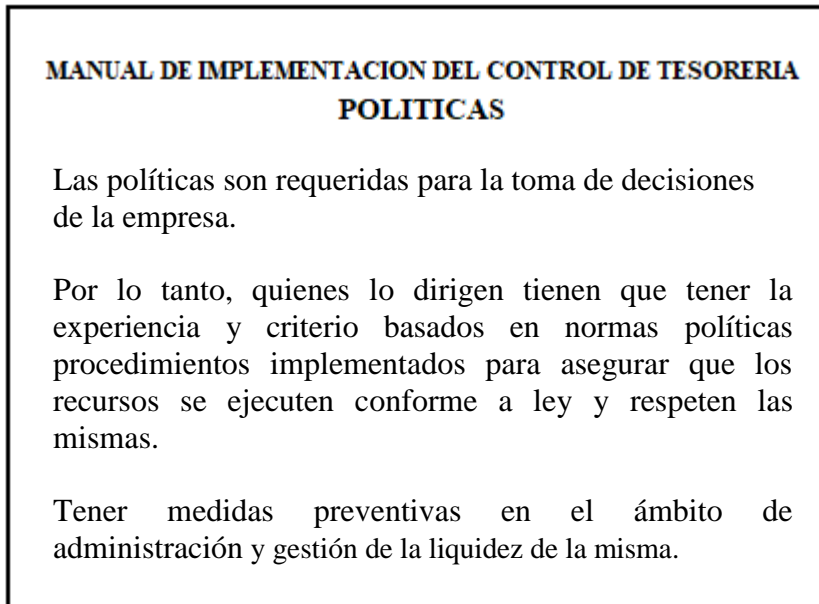 MANUAL DE IMPLEMENTACION DEL CONTROL DE TESORERIA
POLITICAS
Las políticas son requeridas para la toma de decisiones
de la empresa.
Por lo tanto, quienes lo dirigen tienen que tener la
experiencia y criterio basados en normas políticas
procedimientos implementados para asegurar que los
recursos se ejecuten conforme a ley y respeten las
mismas.
Tener medidas preventivas en el ámbito de
administración y gestión de la liquidez de la misma.